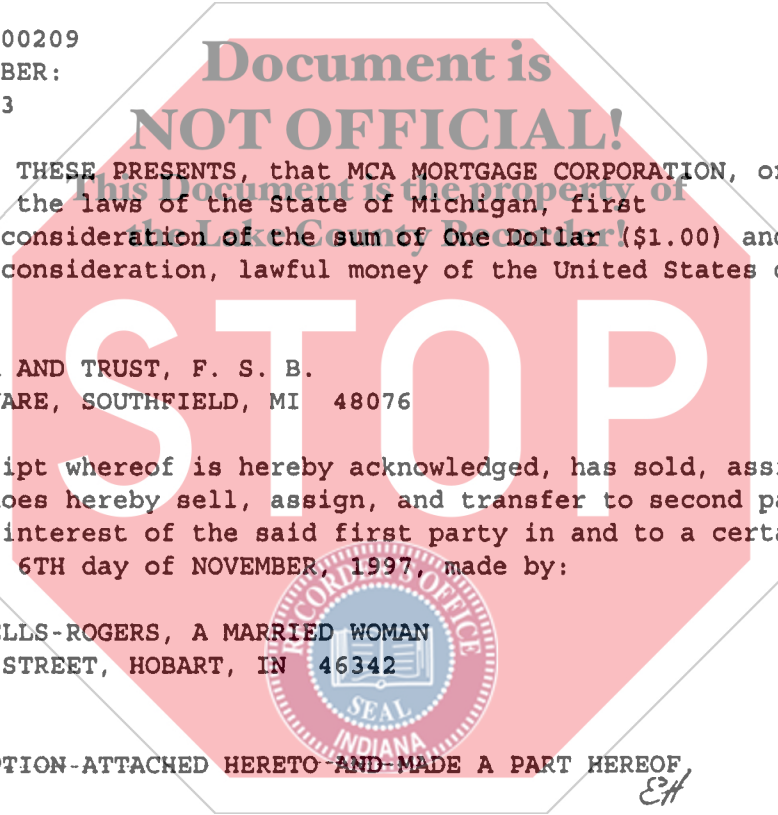 00209
BER:
3
Document is
NOT OFFICIAL!
This Document is the property of
the Lake County Recorder!
STOP
THESE PRESENTS, that MCA MORTGAGE CORPORATION, o
the laws of the State of Michigan, first
consideration of the sum of One Dollar ($1.00) and
consideration, lawful money of the United States o
AND TRUST, F. S. B.
ARE, SOUTHFIELD, MI 48076
ipt whereof is hereby acknowledged, has sold, assi
oes hereby sell, assign, and transfer to second pa
interest of the said first party in and to a certa
6TH day of NOVEMBER, 1997, made by:
LLS-ROGERS, A MARRIED WOMAN
STREET, HOBART, IN 46342
RECORDER'S OFFICE
SEAL
INDIANA
PTION ATTACHED HERETO AND MADE A PART HEREOF
EH